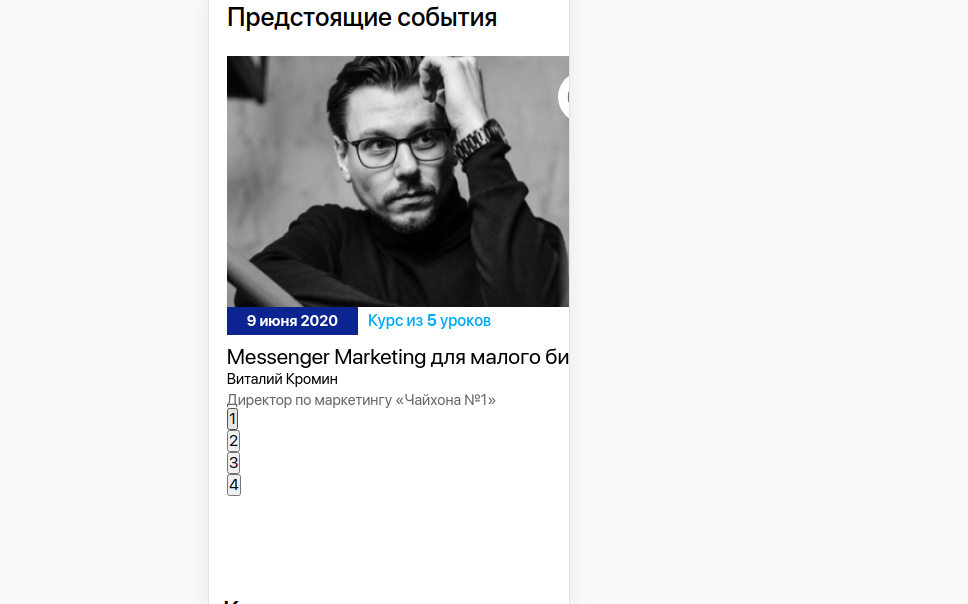 Предстоящие события
9 июня 2020
Курс из 5 уроков
Messenger Marketing для малого би
Виталий Кромин
Директор по маркетингу «Чайхона №1»
1
2
3
4